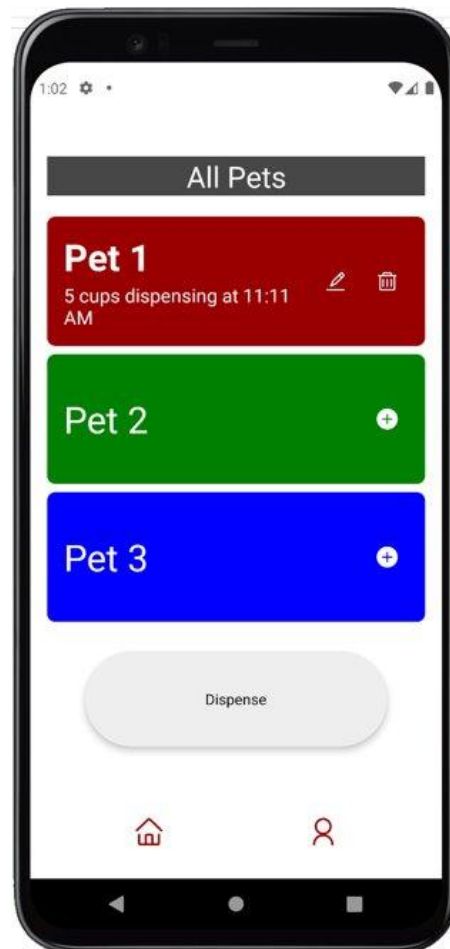 1:02
All Pets
Pet 1
5 cups dispensing at 11:11
AM
Pet 2
Pet 3
Dispense